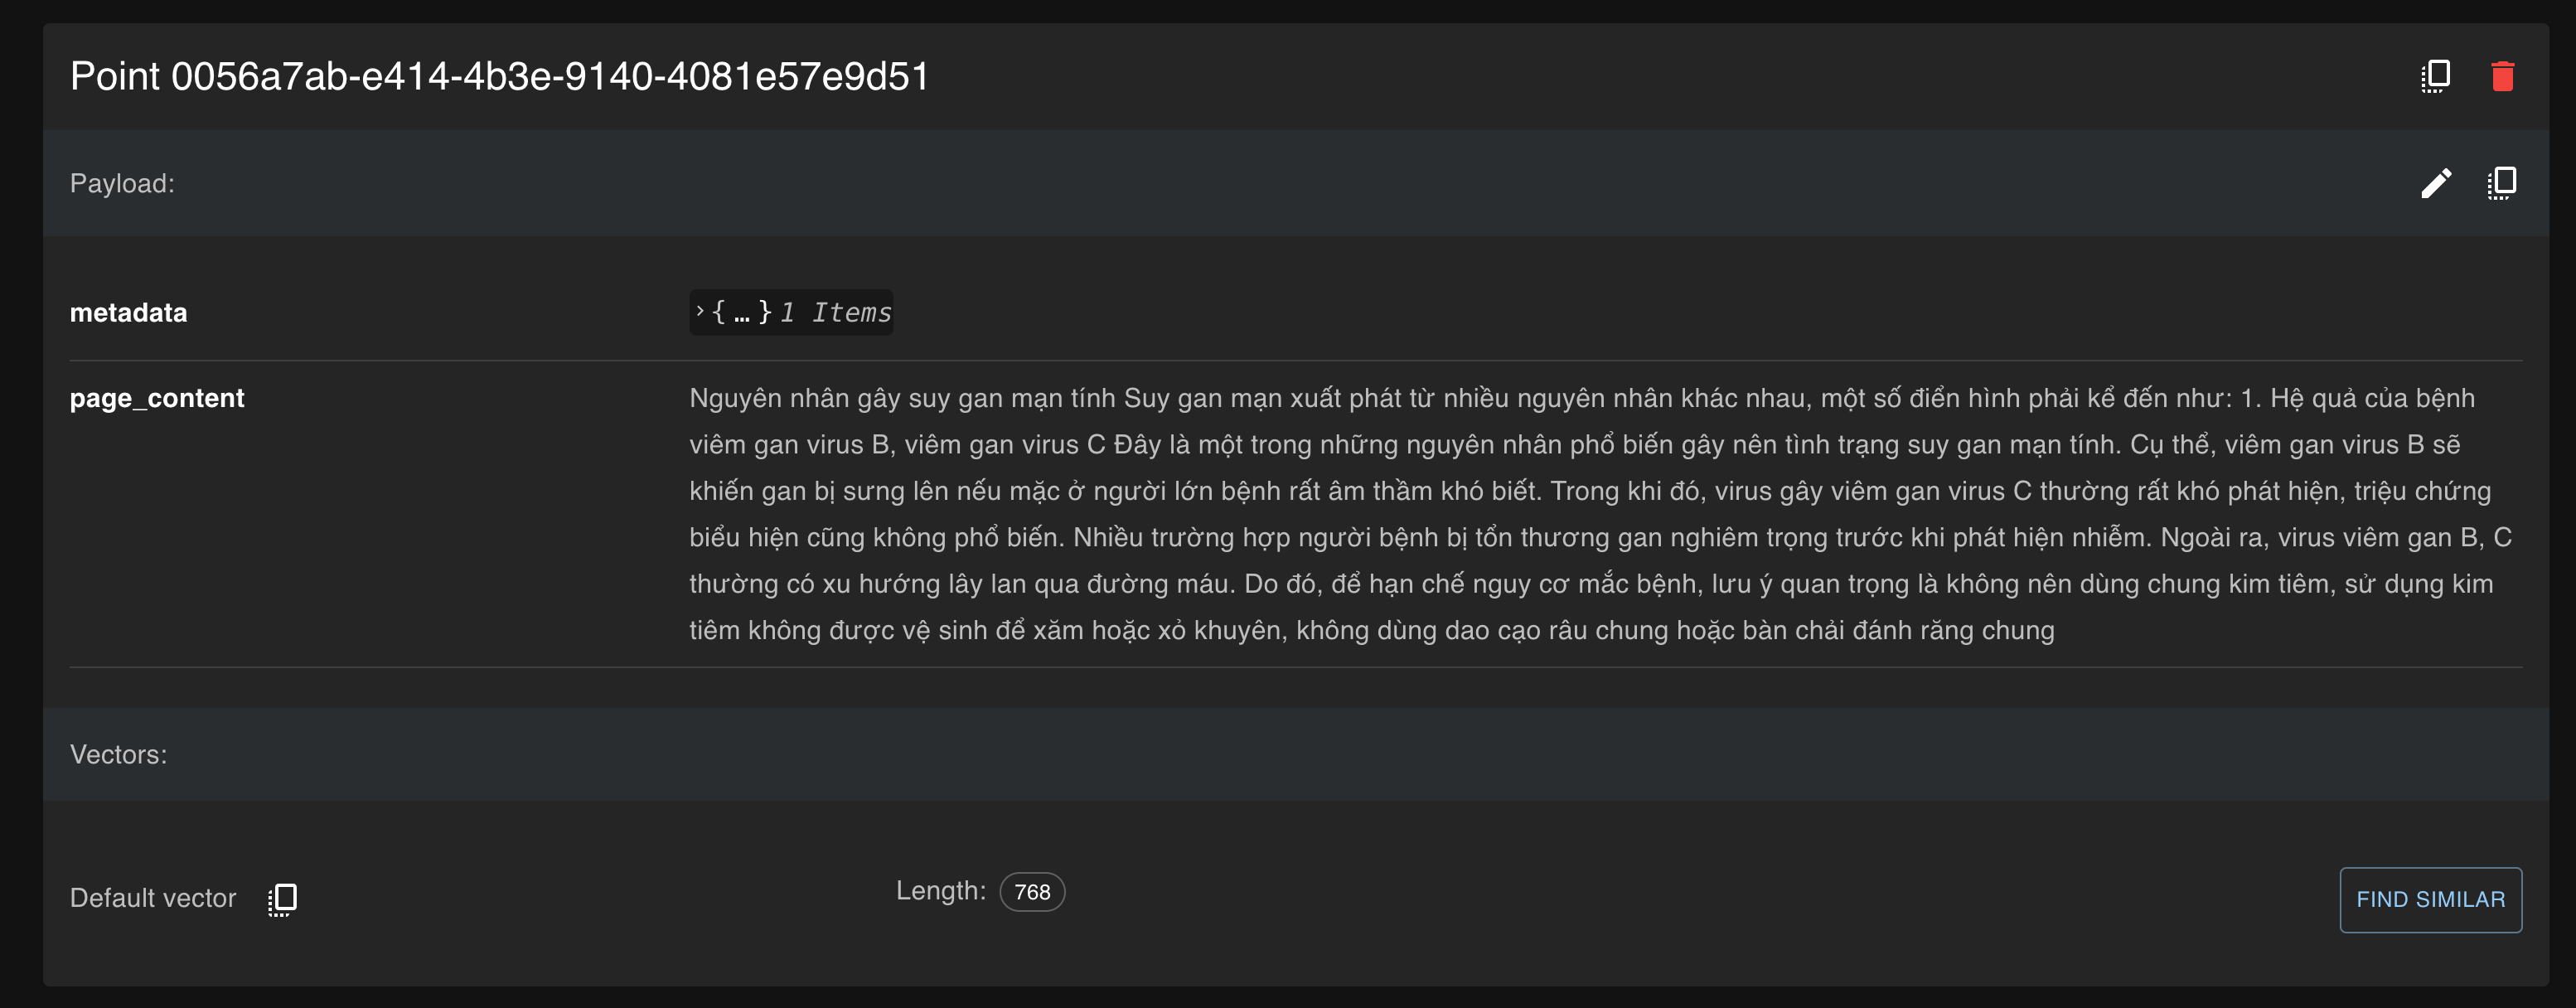 Point 0056a7ab-e414-4b3e-9140-4081e57e9d51
Payload:
metadata
{ … } 1 Items
page_content
Nguyên nhân gây suy gan mạn tính Suy gan mạn xuất phát từ nhiều nguyên nhân khác nhau, một số điển hình phải kể đến như: 1. Hệ quả của bệnh
viêm gan virus B, viêm gan virus C Đây là một trong những nguyên nhân phổ biến gây nên tình trạng suy gan mạn tính. Cụ thể, viêm gan virus B sẽ
khiến gan bị sưng lên nếu mặc ở người lớn bệnh rất âm thầm khó biết. Trong khi đó, virus gây viêm gan virus C thường rất khó phát hiện, triệu chứng
biểu hiện cũng không phổ biến. Nhiều trường hợp người bệnh bị tổn thương gan nghiêm trọng trước khi phát hiện nhiễm. Ngoài ra, virus viêm gan B, C
thường có xu hướng lây lan qua đường máu. Do đó, để hạn chế nguy cơ mắc bệnh, lưu ý quan trọng là không nên dùng chung kim tiêm, sử dụng kim
tiêm không được vệ sinh để xăm hoặc xỏ khuyên, không dùng dao cạo râu chung hoặc bàn chải đánh răng chung
Vectors:
Default vector
Length: 768
FIND SIMILAR